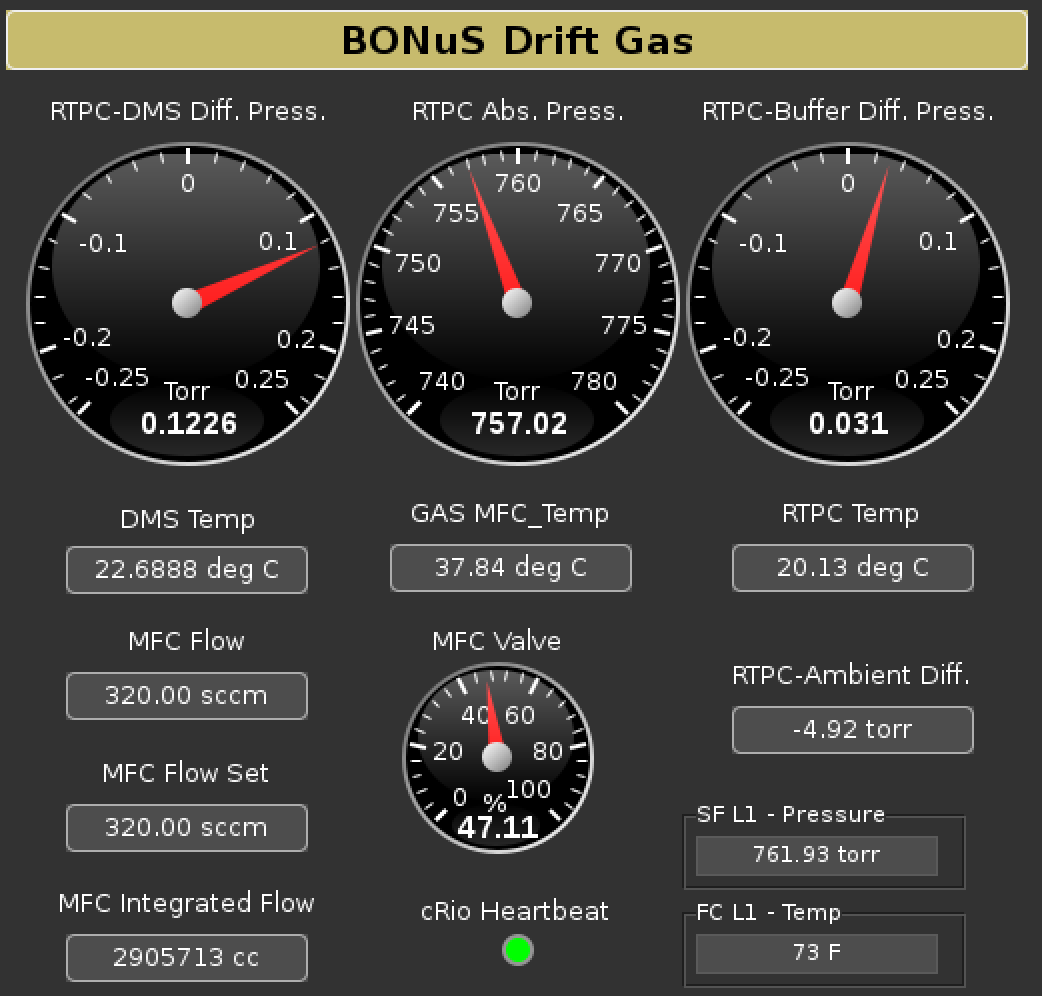 BONuS Drift Gas
RTPC-DMS Diff. Press.
-0.25
-0.2
-0.1
0
0.1
0.2
0.25
Torr
0.1226
RTPC Abs. Press.
740
745
750
755
760
765
770
775
780
Torr
757.02
RTPC-Buffer Diff. Press.
-0.25
-0.2
-0.1
0
0.1
0.2
0.25
Torr
0.031
DMS Temp
22.6888 deg C
GAS MFC_Temp
37.84 deg C
RTPC Temp
20.13 deg C
MFC Flow
320.00 sccm
MFC Valve
0
20
40
60
80
100
%
47.11
RTPC-Ambient Diff.
-4.92 torr
MFC Flow Set
320.00 sccm
SF L1 - Pressure
761.93 torr
MFC Integrated Flow
2905713 cc
cRio Heartbeat
FC L1 - Temp
73 F